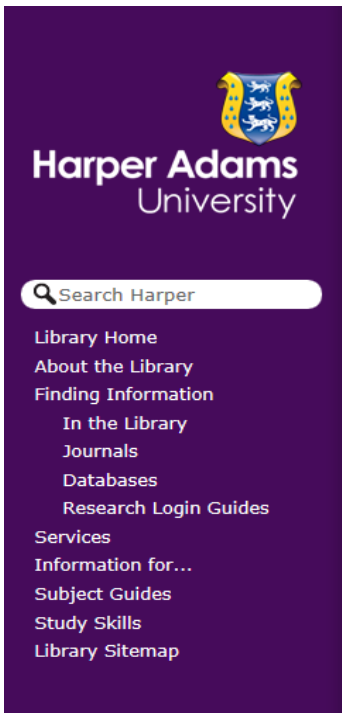 Harper Adams
University
Search Harper
Library Home
About the Library
Finding Information
In the Library
Journals
Databases
Research Login Guides
Services
Information for...
Subject Guides
Study Skills
Library Sitemap